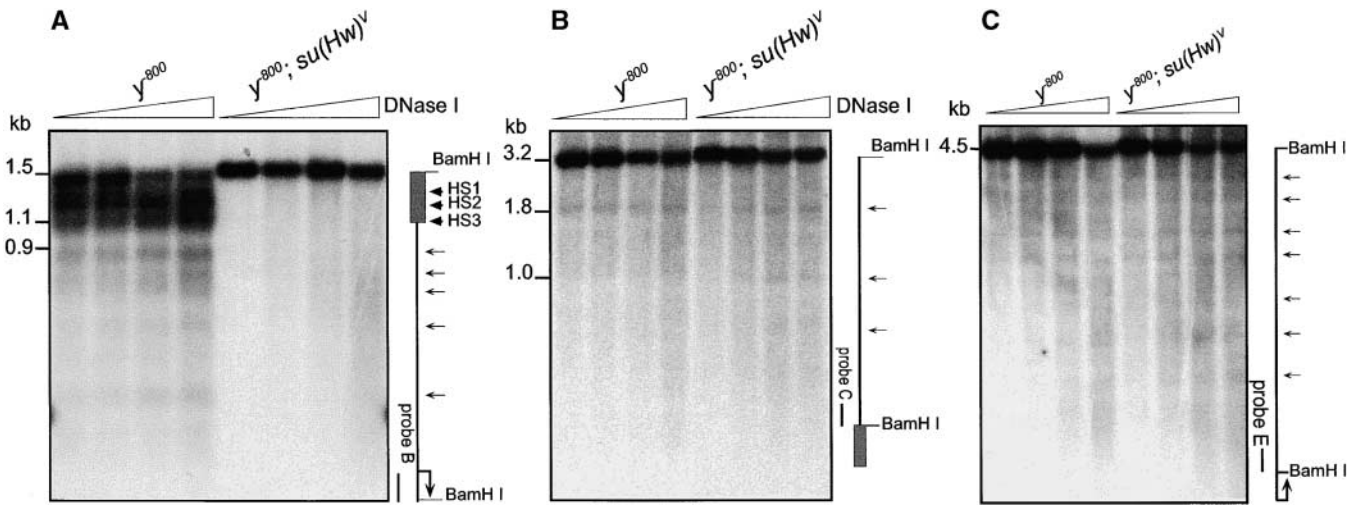 A
B
C
y⁻⁸⁰⁰
y⁻⁸⁰⁰; su(Hw)ⱽ
DNase I
kb
1.5
1.1
0.9
BamH I
HS1
HS2
HS3
probe B
BamH I
y⁻⁸⁰⁰
y⁻⁸⁰⁰; su(Hw)ⱽ
DNase I
kb
3.2
1.8
1.0
BamH I
probe C
BamH I
y⁻⁸⁰⁰
y⁻⁸⁰⁰; su(Hw)ⱽ
kb
4.5
BamH I
probe E
BamH I